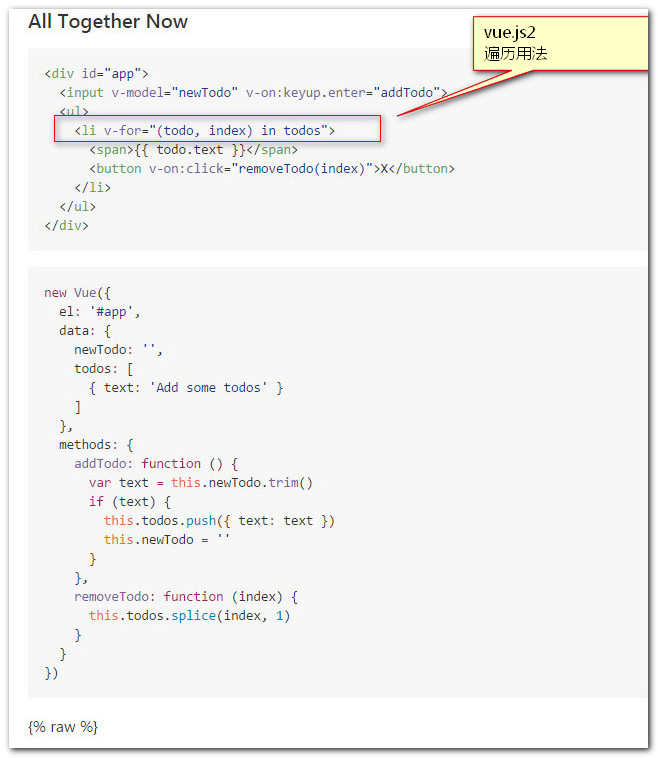 All Together Now
vue.js2
遍历用法
<div id="app">
  <input v-model="newTodo" v-on:keyup.enter="addTodo">
  <ul>
    <li v-for="(todo, index) in todos">
      <span>{{ todo.text }}</span>
      <button v-on:click="removeTodo(index)">X</button>
    </li>
  </ul>
</div>
new Vue({
  el: '#app',
  data: {
    newTodo: '',
    todos: [
      { text: 'Add some todos' }
    ]
  },
  methods: {
    addTodo: function () {
      var text = this.newTodo.trim()
      if (text) {
        this.todos.push({ text: text })
        this.newTodo = ''
      }
    },
    removeTodo: function (index) {
      this.todos.splice(index, 1)
    }
  }
})
{% raw %}